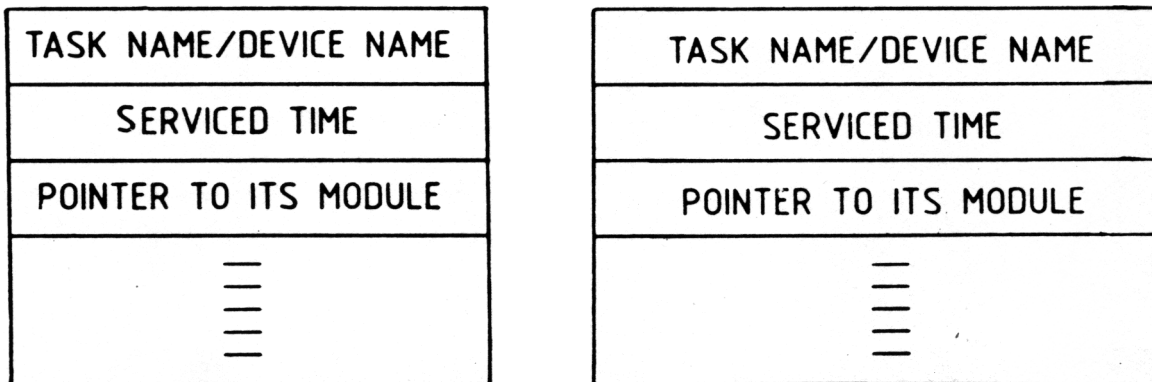 TASK NAME/DEVICE NAME
SERVICED TIME
POINTER TO ITS MODULE
TASK NAME/DEVICE NAME
SERVICED TIME
POINTER TO ITS MODULE